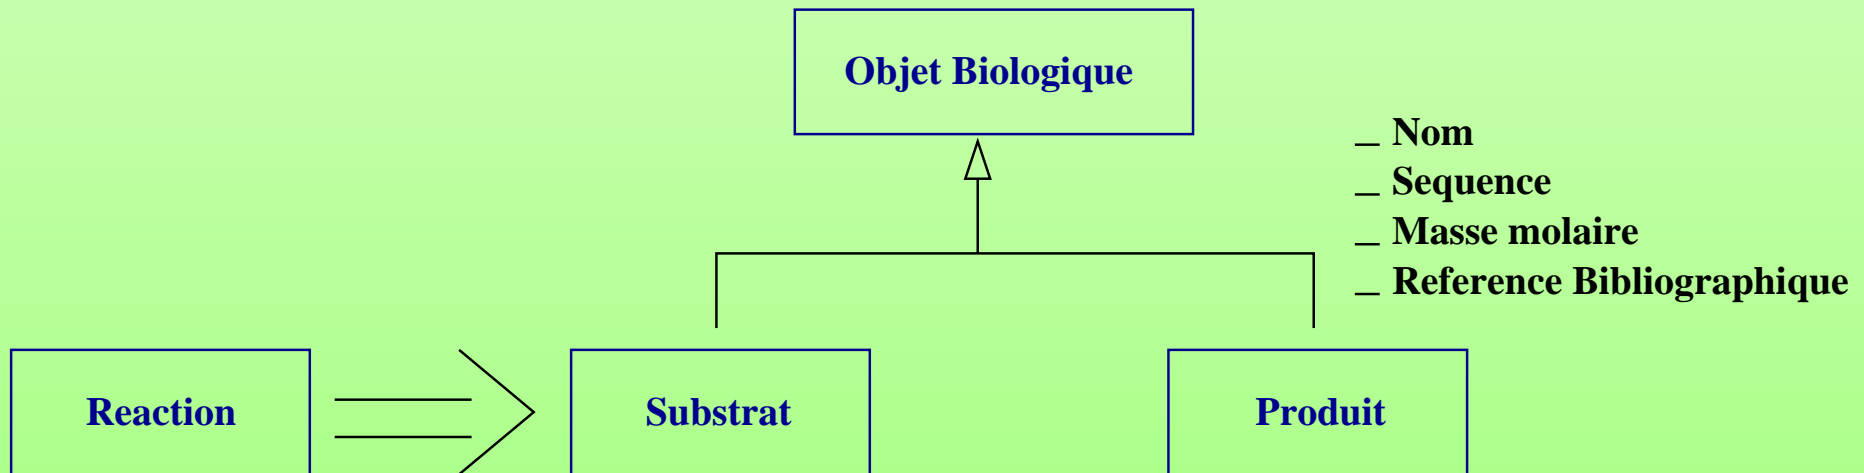 Objet Biologique
_ Nom
_ Sequence
_ Masse molaire
_ Reference Bibliographique
Reaction
Substrat
Produit